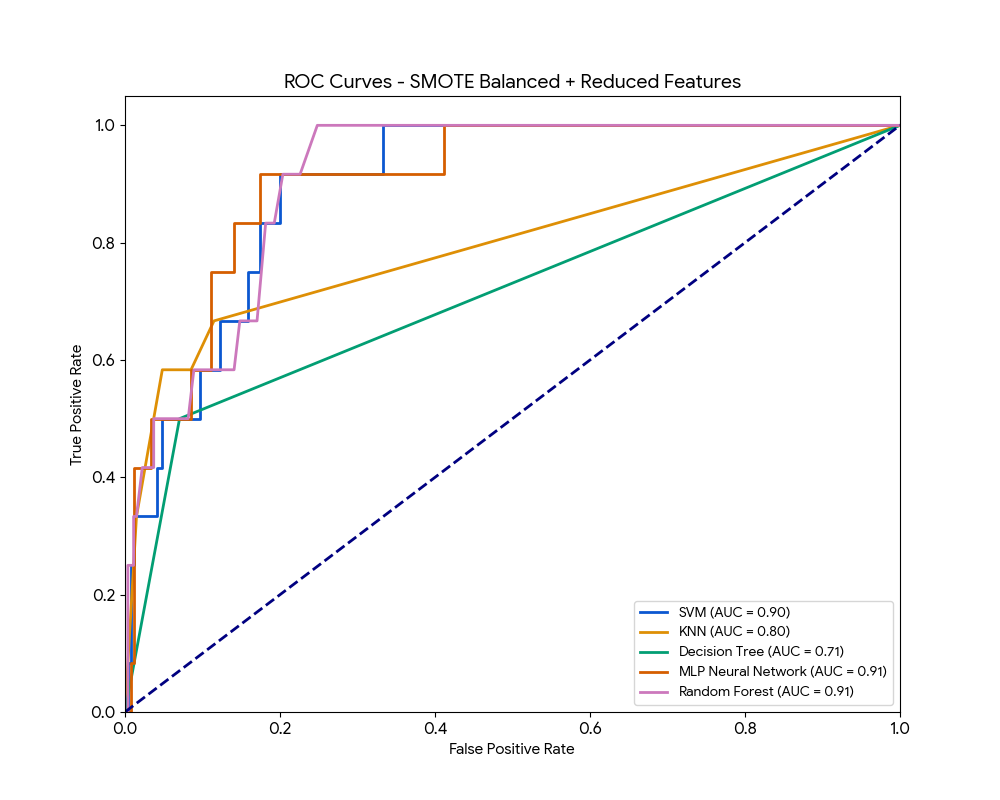 ROC Curves - SMOTE Balanced + Reduced Features
True Positive Rate
1.0
0.8
0.6
0.4
0.2
0.0
0.0 0.2 0.4 0.6 0.8 1.0
False Positive Rate
SVM (AUC = 0.90)
KNN (AUC = 0.80)
Decision Tree (AUC = 0.71)
MLP Neural Network (AUC = 0.91)
Random Forest (AUC = 0.91)